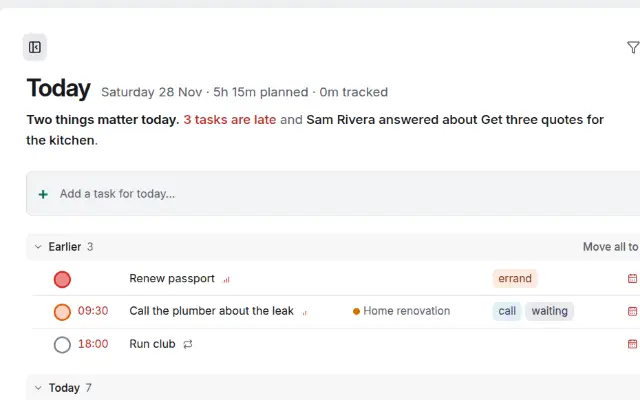 Today Saturday 28 Nov · 5h 15m planned · 0m tracked
Two things matter today. 3 tasks are late and Sam Rivera answered about Get three quotes for
the kitchen.
+ Add a task for today...
Earlier 3 Move all to
Renew passport errand
09:30 Call the plumber about the leak Home renovation call waiting
18:00 Run club
Today 7